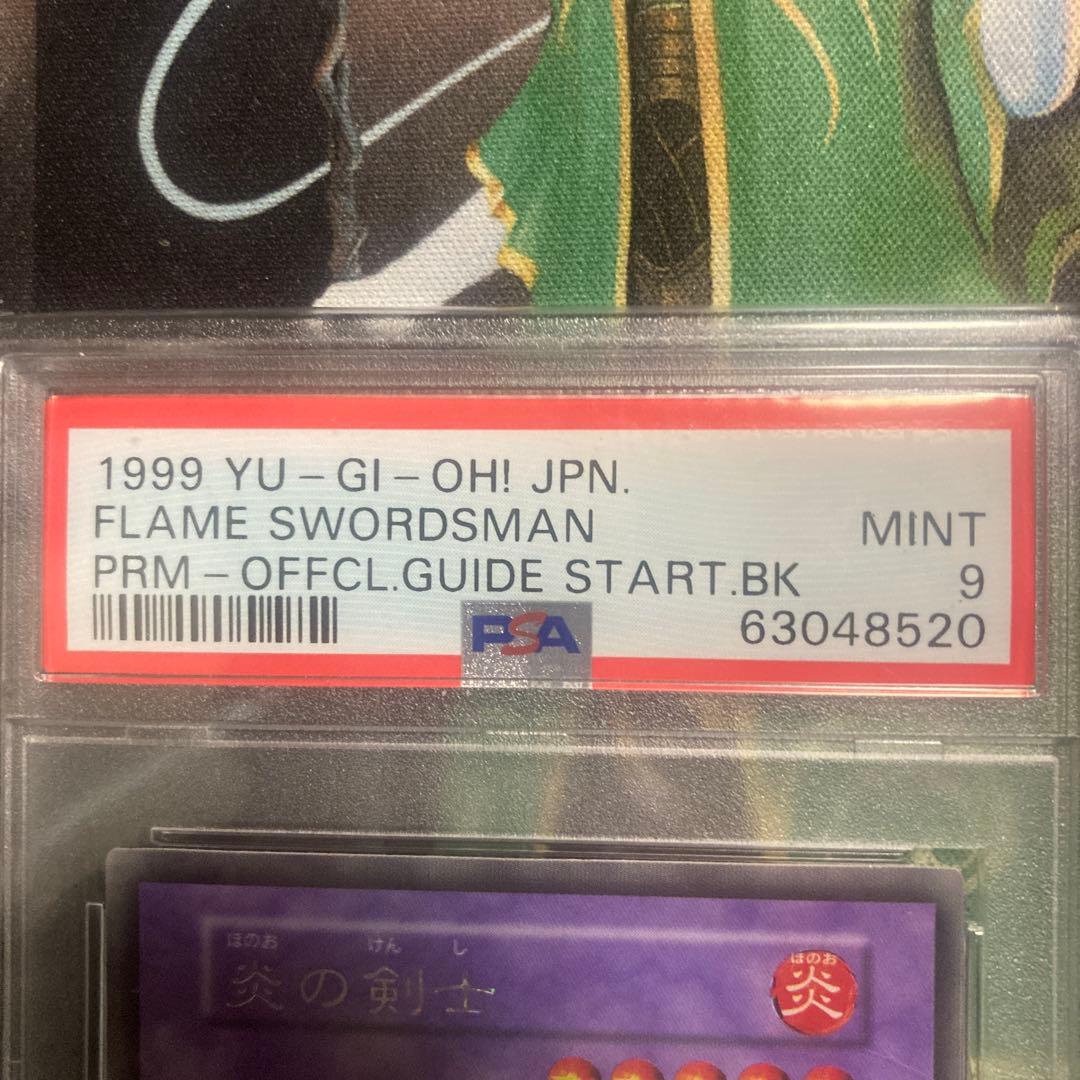 1999 YU-GI-OH! JPN.
FLAME SWORDSMAN MINT
PRM-OFFCL.GUIDE START.BK 9
PSA 63048520
ほのお けん し
炎の剣士
ほのお
炎